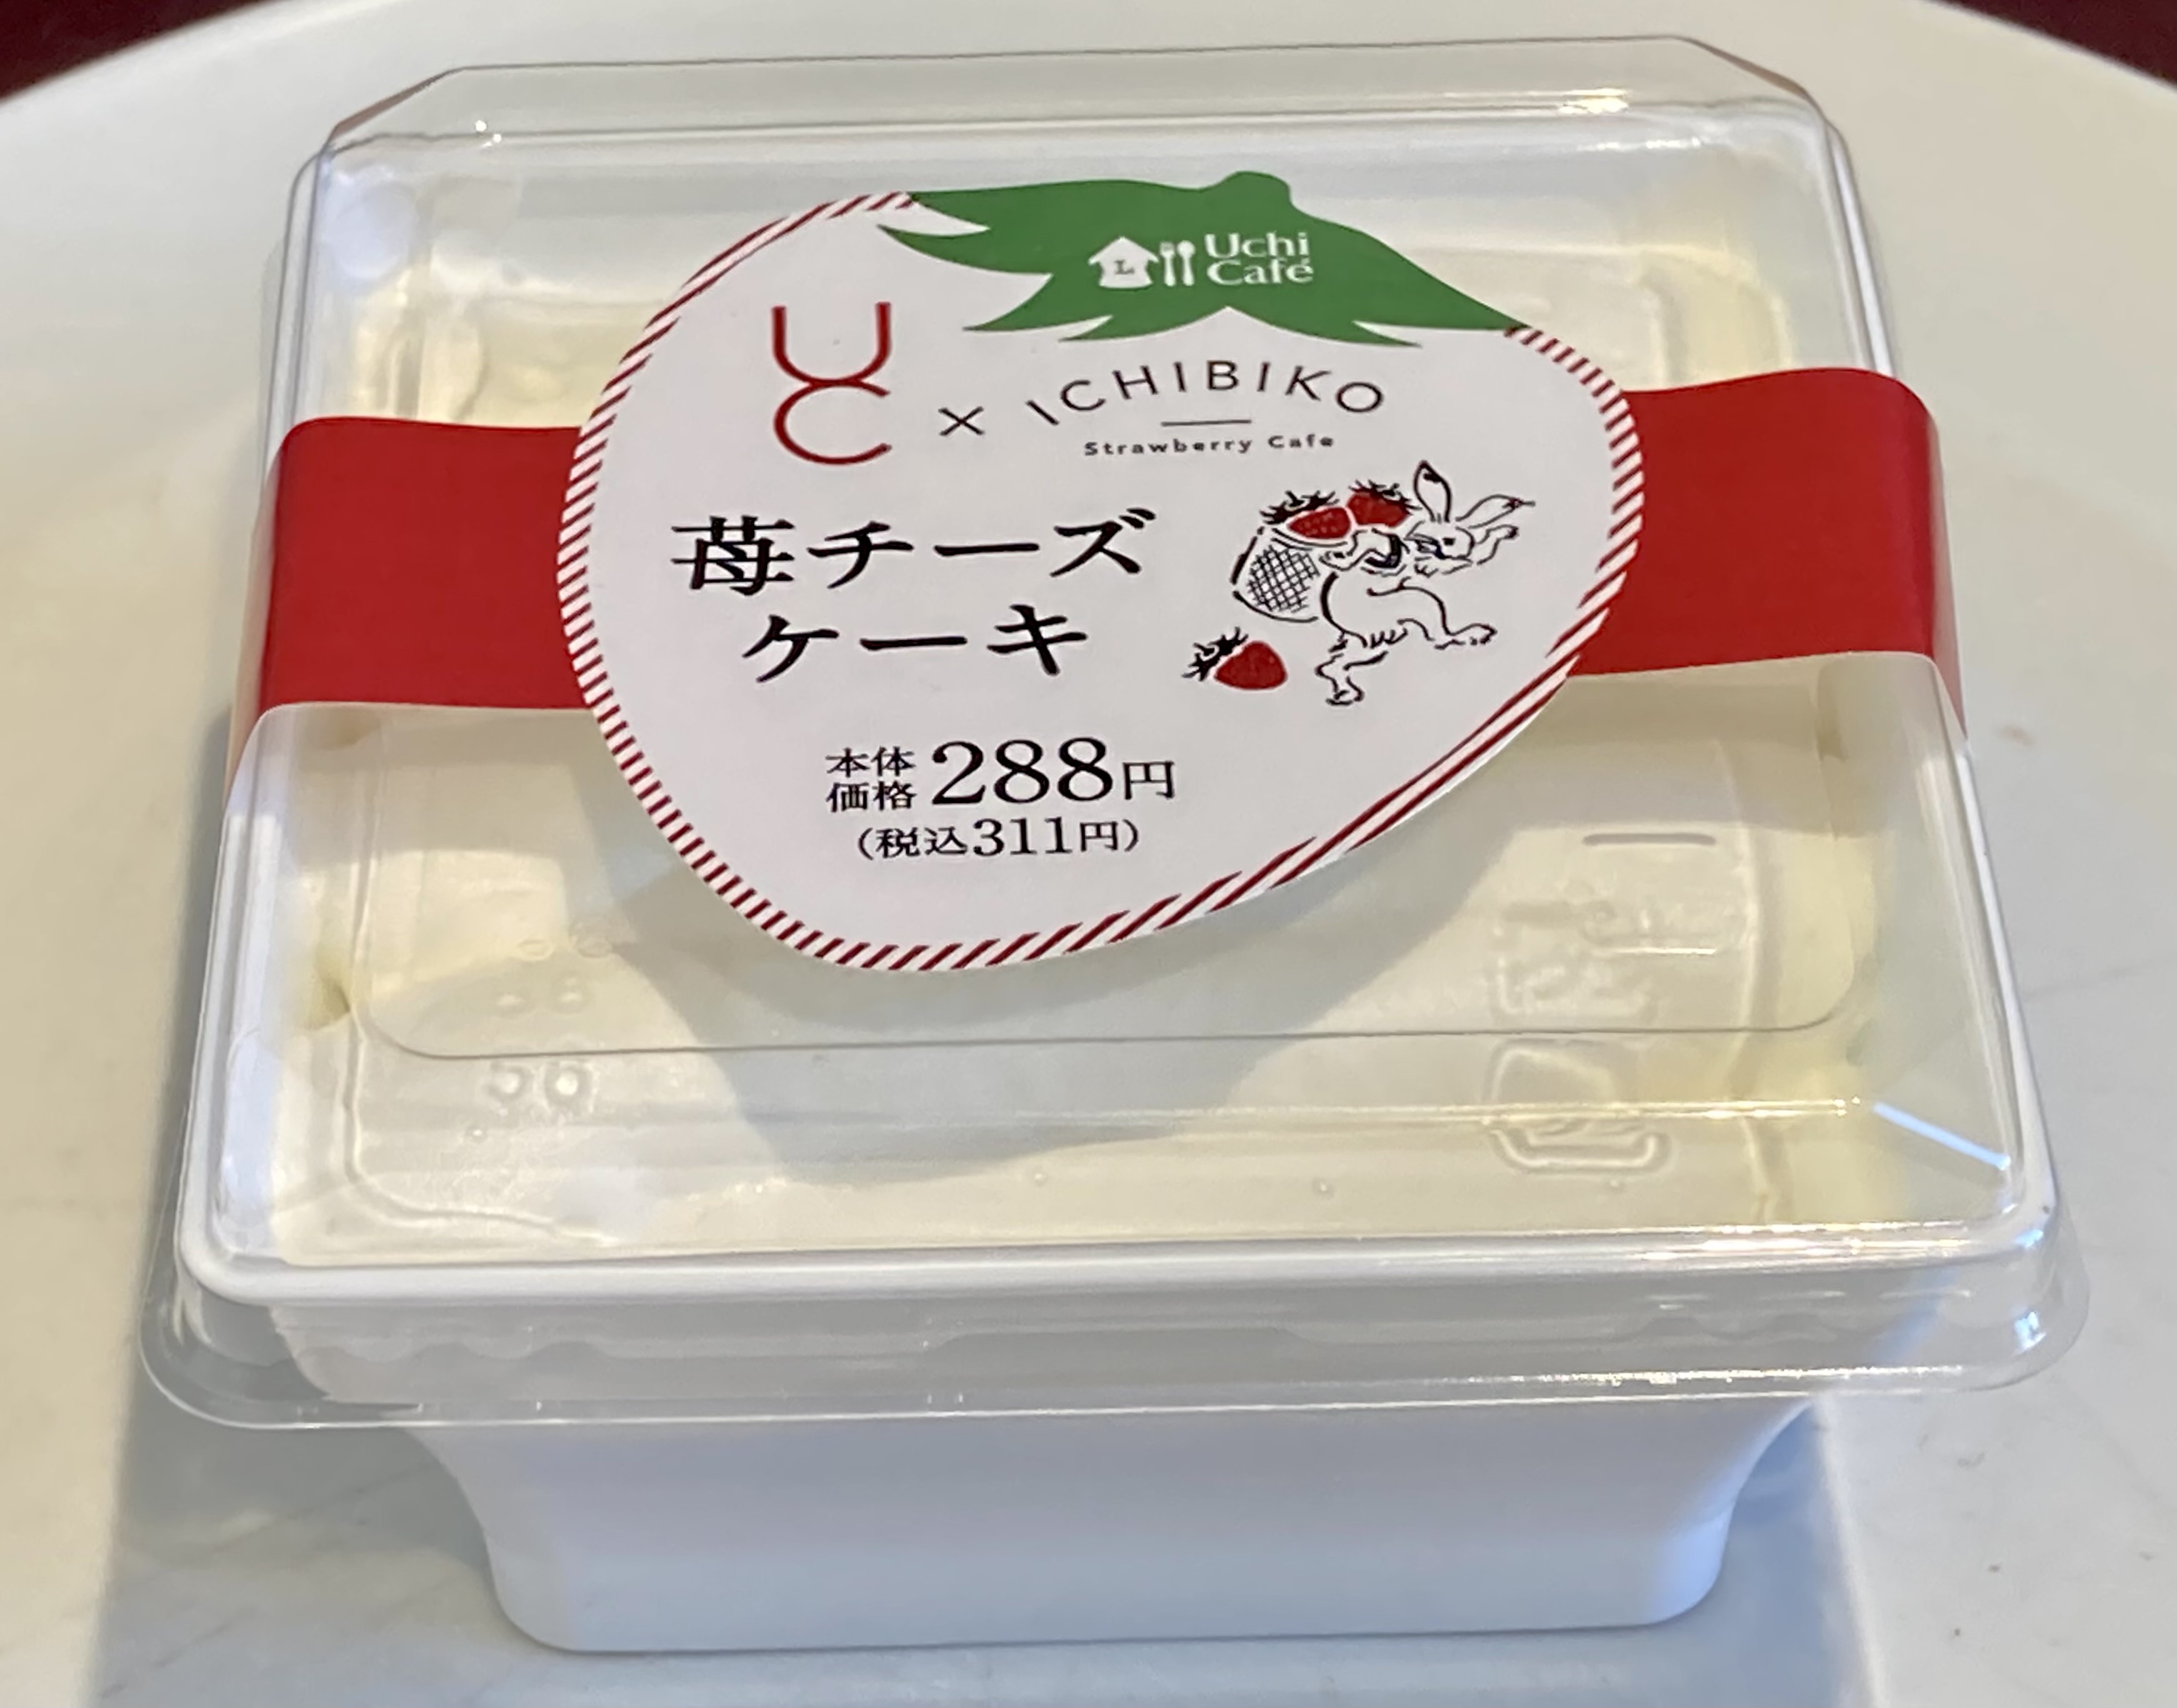 L Uchi
Café
UC × ICHIBIKO
Strawberry Cafe
苺チーズ
ケーキ
本体
価格 288円
(税込311円)